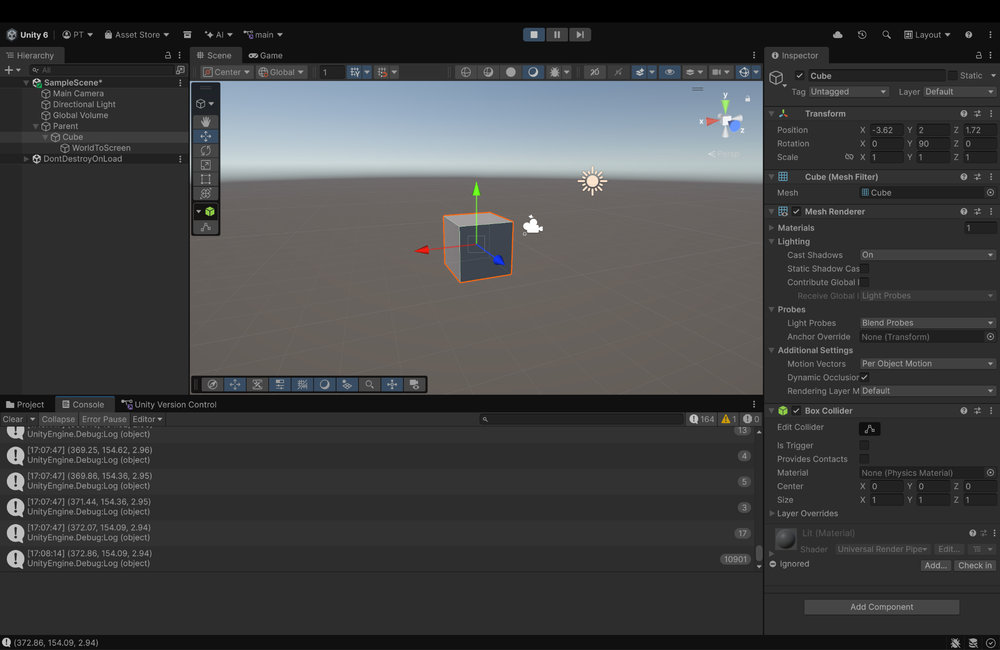 Unity 6 PT Asset Store AI main Layout
Hierarchy
All
SampleScene*
Main Camera
Directional Light
Global Volume
Parent
Cube
WorldToScreen
DontDestroyOnLoad
Scene Game
Center Global 1 2D
y
x
z
Persp
Inspector
Cube Static
Tag Untagged Layer Default
Transform
Position X -3.62 Y 2 Z 1.72
Rotation X 0 Y 90 Z 0
Scale X 1 Y 1 Z 1
Cube (Mesh Filter)
Mesh Cube
Mesh Renderer
Materials 1
Lighting
Cast Shadows On
Static Shadow Cas
Contribute Global I
Receive Global I Light Probes
Probes
Light Probes Blend Probes
Anchor Override None (Transform)
Additional Settings
Motion Vectors Per Object Motion
Dynamic Occlusion
Rendering Layer M Default
Box Collider
Edit Collider
Is Trigger
Provides Contacts
Material None (Physics Material)
Center X 0 Y 0 Z 0
Size X 1 Y 1 Z 1
Layer Overrides
Lit (Material)
Shader Universal Render Pipe Edit...
Ignored Add... Check in
Add Component
Project Console Unity Version Control
Clear Collapse Error Pause Editor 164 1 0
UnityEngine.Debug:Log (object) 13
[17:07:47] (369.25, 154.62, 2.96)
UnityEngine.Debug:Log (object) 4
[17:07:47] (369.86, 154.36, 2.95)
UnityEngine.Debug:Log (object) 5
[17:07:47] (371.44, 154.36, 2.95)
UnityEngine.Debug:Log (object) 3
[17:07:47] (372.07, 154.09, 2.94)
UnityEngine.Debug:Log (object) 17
[17:08:14] (372.86, 154.09, 2.94)
UnityEngine.Debug:Log (object) 10901
(372.86, 154.09, 2.94)